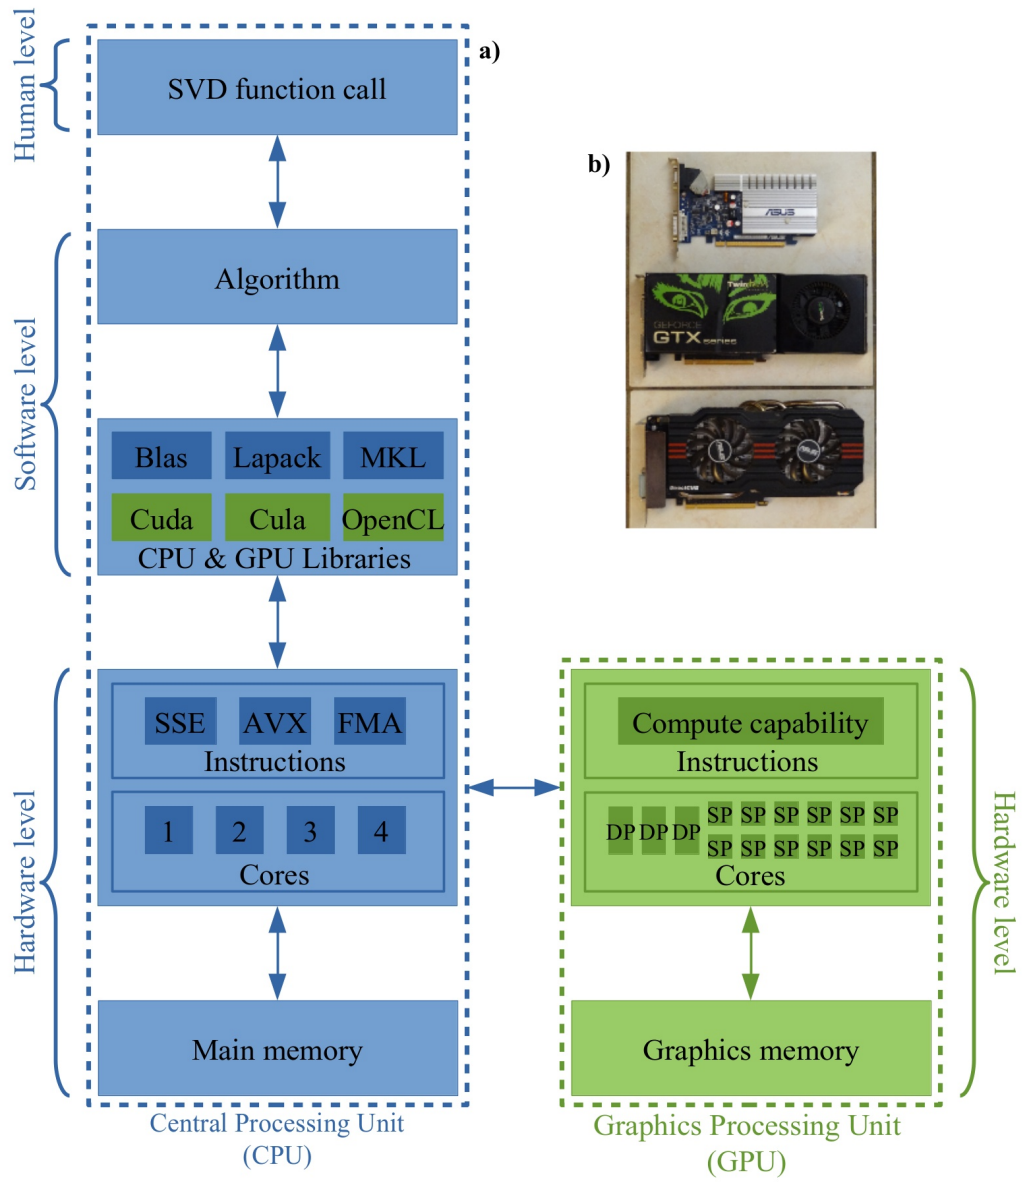 Human level
a)
SVD function call
b)
ASUS
Algorithm
GEFORCE
GTX series
Software level
Blas Lapack MKL
Cuda Cula OpenCL
CPU & GPU Libraries
SSE AVX FMA
Instructions
1 2 3 4
Cores
Hardware level
Main memory
Central Processing Unit
(CPU)
Compute capability
Instructions
DP DP DP SP SP SP SP SP SP
SP SP SP SP SP SP
Cores
Hardware level
Graphics memory
Graphics Processing Unit
(GPU)